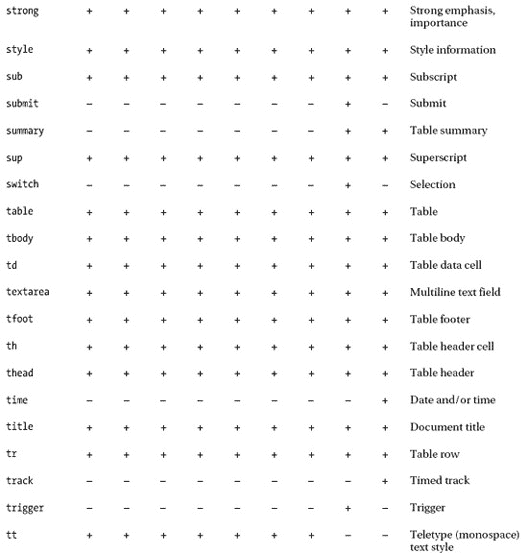 strong + + + + + + + + + Strong emphasis,
importance
style + + + + + + + + + Style information
sub + + + + + + + + + Subscript
submit – – – – – – – + – Submit
summary – – – – – – – + + Table summary
sup + + + + + + + + + Superscript
switch – – – – – – – + – Selection
table + + + + + + + + + Table
tbody + + + + + + + + + Table body
td + + + + + + + + + Table data cell
textarea + + + + + + + + + Multiline text field
tfoot + + + + + + + + + Table footer
th + + + + + + + + + Table header cell
thead + + + + + + + + + Table header
time – – – – – – – – + Date and/or time
title + + + + + + + + + Document title
tr + + + + + + + + + Table row
track – – – – – – – – + Timed track
trigger – – – – – – – + – Trigger
tt + + + + + + + – – Teletype (monospace)
text style